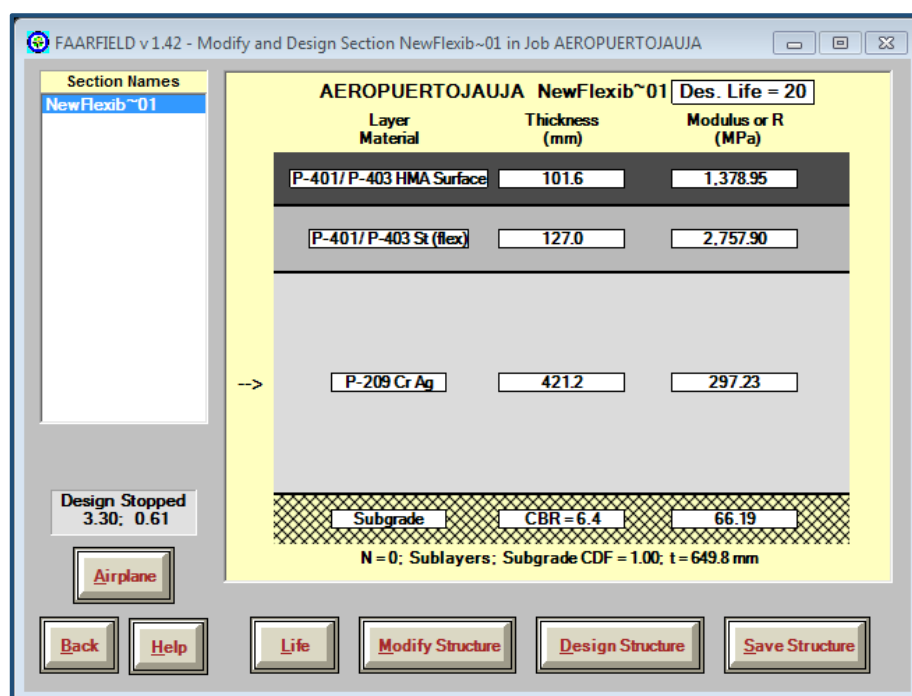 FAARFIELD v 1.42 - Modify and Design Section NewFlexib~01 in Job AEROPUERTOJAUJA
Section Names
NewFlexib~01
AEROPUERTOJAUJA NewFlexib~01 Des. Life = 20
Layer Material Thickness (mm) Modulus or R (MPa)
P-401/ P-403 HMA Surface 101.6 1,378.95
P-401/ P-403 St (flex) 127.0 2,757.90
--> P-209 Cr Ag 421.2 297.23
Subgrade CBR = 6.4 66.19
N = 0; Sublayers; Subgrade CDF = 1.00; t = 649.8 mm
Design Stopped
3.30; 0.61
Airplane
Back Help Life Modify Structure Design Structure Save Structure